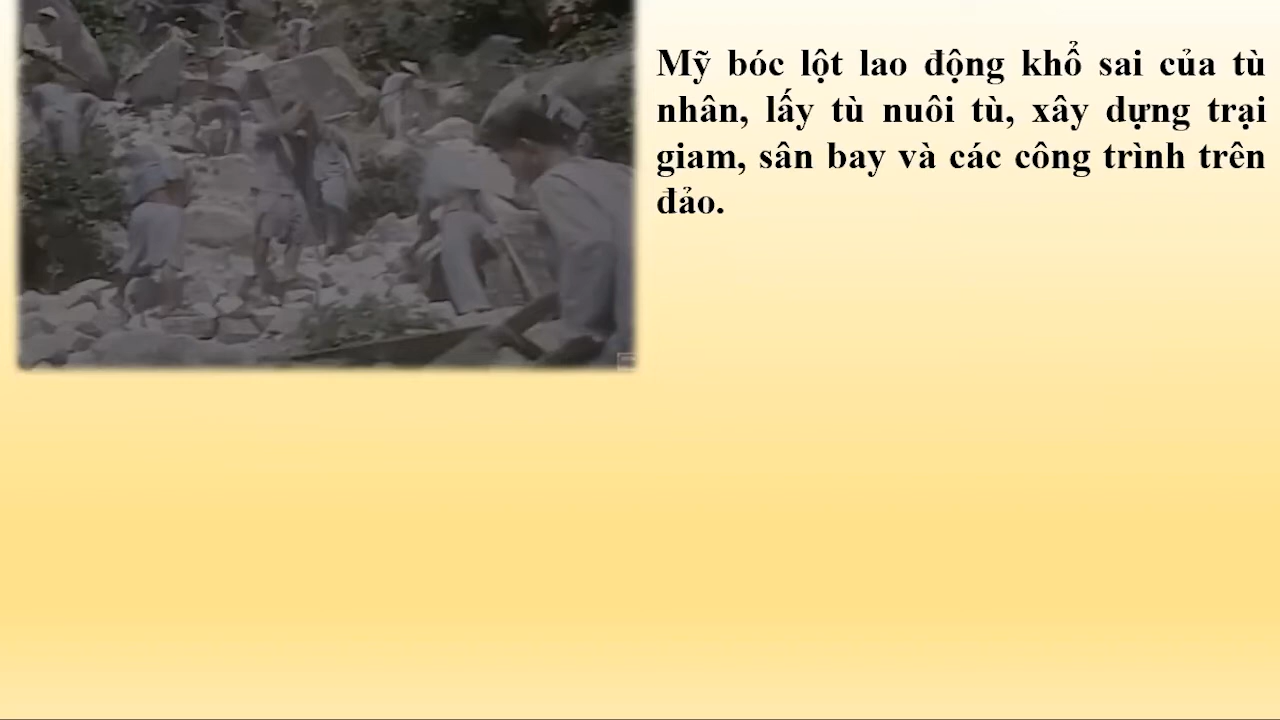 Mỹ bóc lột lao động khổ sai của tù
nhân, lấy tù nuôi tù, xây dựng trại
giam, sân bay và các công trình trên
đảo.